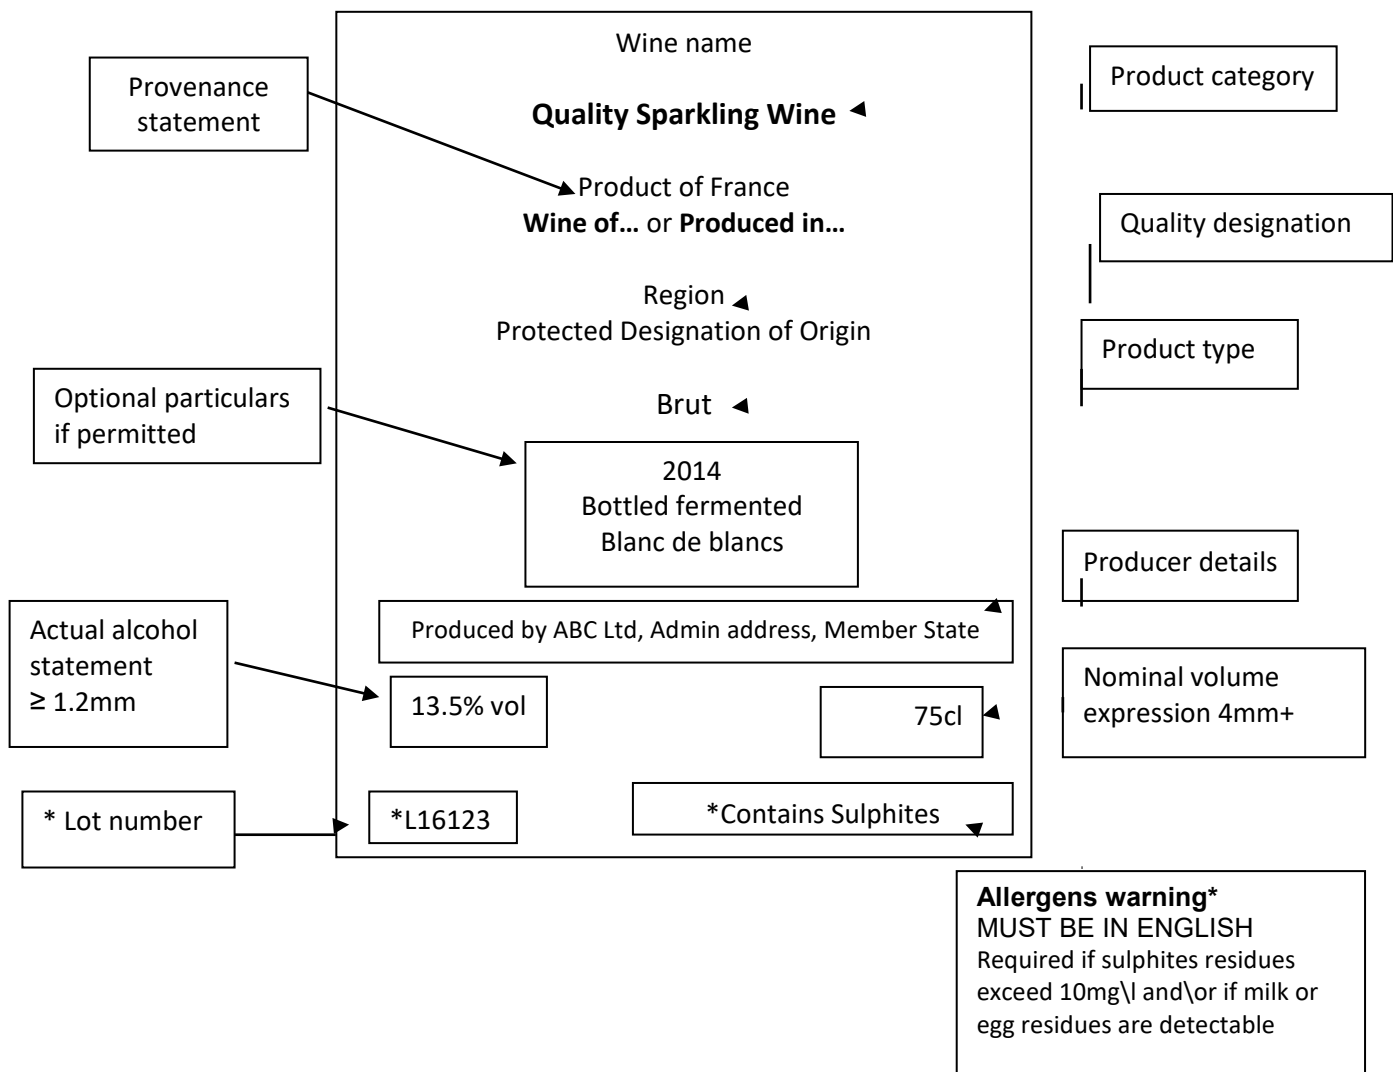 Wine name
Provenance
statement
Product category
Quality Sparkling Wine
Product of France
Wine of... or Produced in...
Quality designation
Region
Protected Designation of Origin
Product type
Optional particulars
if permitted
Brut
2014
Bottled fermented
Blanc de blancs
Producer details
Actual alcohol
statement
≥ 1.2mm
Produced by ABC Ltd, Admin address, Member State
13.5% vol
75cl
Nominal volume
expression 4mm+
* Lot number
*L16123
*Contains Sulphites
Allergens warning*
MUST BE IN ENGLISH
Required if sulphites residues
exceed 10mg\l and\or if milk or
egg residues are detectable